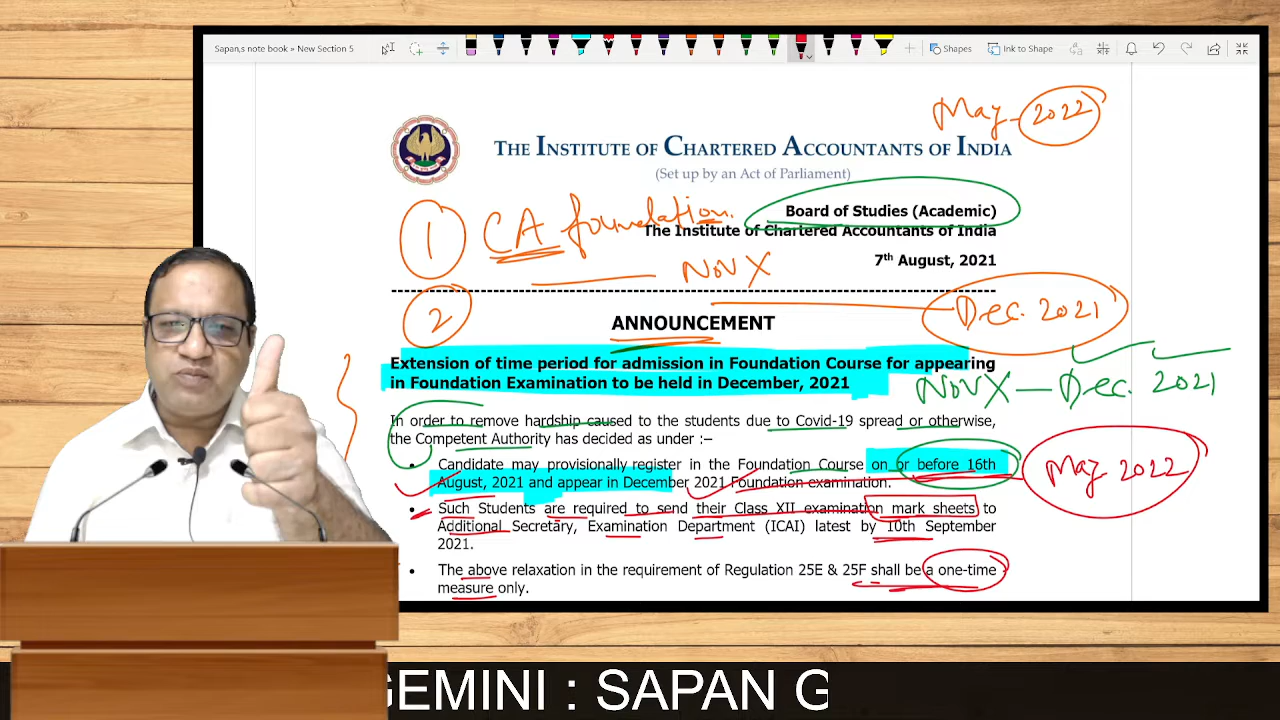 Sapan,s note book » New Section 5
Shapes
Ink to Shape
May 2022
THE INSTITUTE OF CHARTERED ACCOUNTANTS OF INDIA
(Set up by an Act of Parliament)
Board of Studies (Academic)
1 CA foundation.
The Institute of Chartered Accountants of India
7th August, 2021
Nov X
2
Dec. 2021
ANNOUNCEMENT
Extension of time period for admission in Foundation Course for appearing
in Foundation Examination to be held in December, 2021
Nov X — Dec. 2021
In order to remove hardship caused to the students due to Covid-19 spread or otherwise,
the Competent Authority has decided as under :–
• Candidate may provisionally register in the Foundation Course on or before 16th
August, 2021 and appear in December 2021 Foundation examination.
May 2022
• Such Students are required to send their Class XII examination mark sheets to
Additional Secretary, Examination Department (ICAI) latest by 10th September
2021.
• The above relaxation in the requirement of Regulation 25E & 25F shall be a one-time
measure only.
GEMINI : SAPAN G